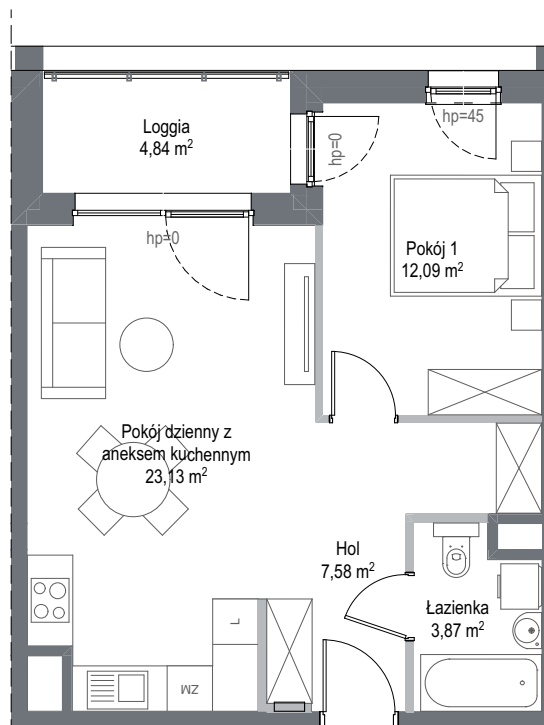 Loggia
4,84 m²
hp=0
hp=45
hp=0
Pokój 1
12,09 m²
Pokój dzienny z
aneksem kuchennym
23,13 m²
Hol
7,58 m²
Łazienka
3,87 m²
L
ZM